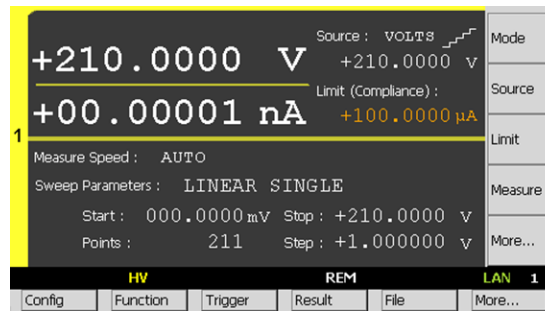 Source : VOLTS
+210.0000 V
+210.0000 V
Limit (Compliance) :
+00.00001 nA
+100.0000 µA
1
Measure Speed : AUTO
Sweep Parameters : LINEAR SINGLE
Start : 000.0000 mV Stop : +210.0000 V
Points : 211 Step : +1.000000 V
Mode
Source
Limit
Measure
More...
HV REM LAN 1
Config Function Trigger Result File More...